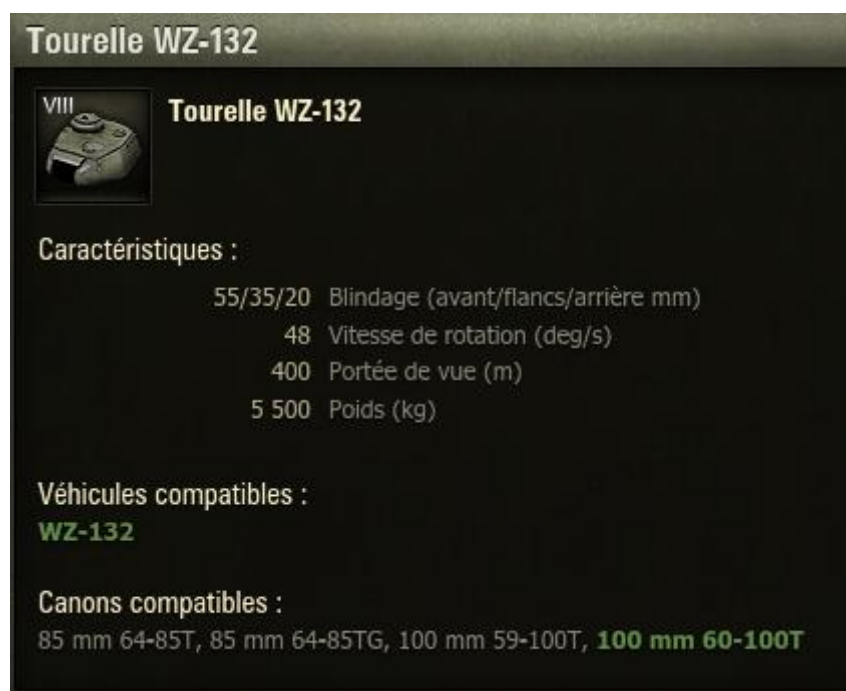 Tourelle WZ-132
VIII
Tourelle WZ-132
Caractéristiques :
55/35/20 Blindage (avant/flancs/arrière mm)
48 Vitesse de rotation (deg/s)
400 Portée de vue (m)
5 500 Poids (kg)
Véhicules compatibles :
WZ-132
Canons compatibles :
85 mm 64-85T, 85 mm 64-85TG, 100 mm 59-100T, 100 mm 60-100T